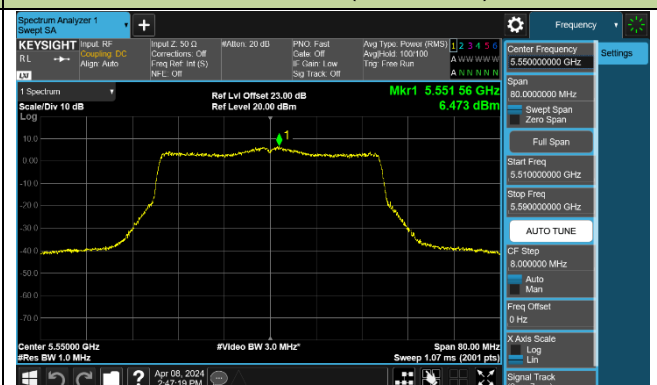 Spectrum Analyzer 1
Swept SA
+
Frequency
KEYSIGHT
Input: RF
Input Z: 50 Ω
#Atten: 20 dB
PNO: Fast
Avg Type: Power (RMS)
1 2 3 4 5 6
RL
Coupling: DC
Corrections: Off
Gate: Off
Avg|Hold: 100/100
A W W W W W
Align: Auto
Freq Ref: Int (S)
IF Gain: Low
Trig: Free Run
LXI
NFE: Off
Sig Track: Off
A N N N N N
1 Spectrum
Ref Lvl Offset 23.00 dB
Mkr1 5.551 56 GHz
Scale/Div 10 dB
Ref Level 20.00 dBm
6.473 dBm
Log
1
10.0
0.00
-10.0
-20.0
-30.0
-40.0
-50.0
-60.0
-70.0
Center 5.55000 GHz
#Video BW 3.0 MHz*
Span 80.00 MHz
#Res BW 1.0 MHz
Sweep 1.07 ms (2001 pts)
?
Apr 08, 2024
2:47:19 PM
Center Frequency
5.550000000 GHz
Settings
Span
80.0000000 MHz
Swept Span
Zero Span
Full Span
Start Freq
5.510000000 GHz
Stop Freq
5.590000000 GHz
AUTO TUNE
CF Step
8.000000 MHz
Auto
Man
Freq Offset
0 Hz
X Axis Scale
Log
Lin
Signal Track